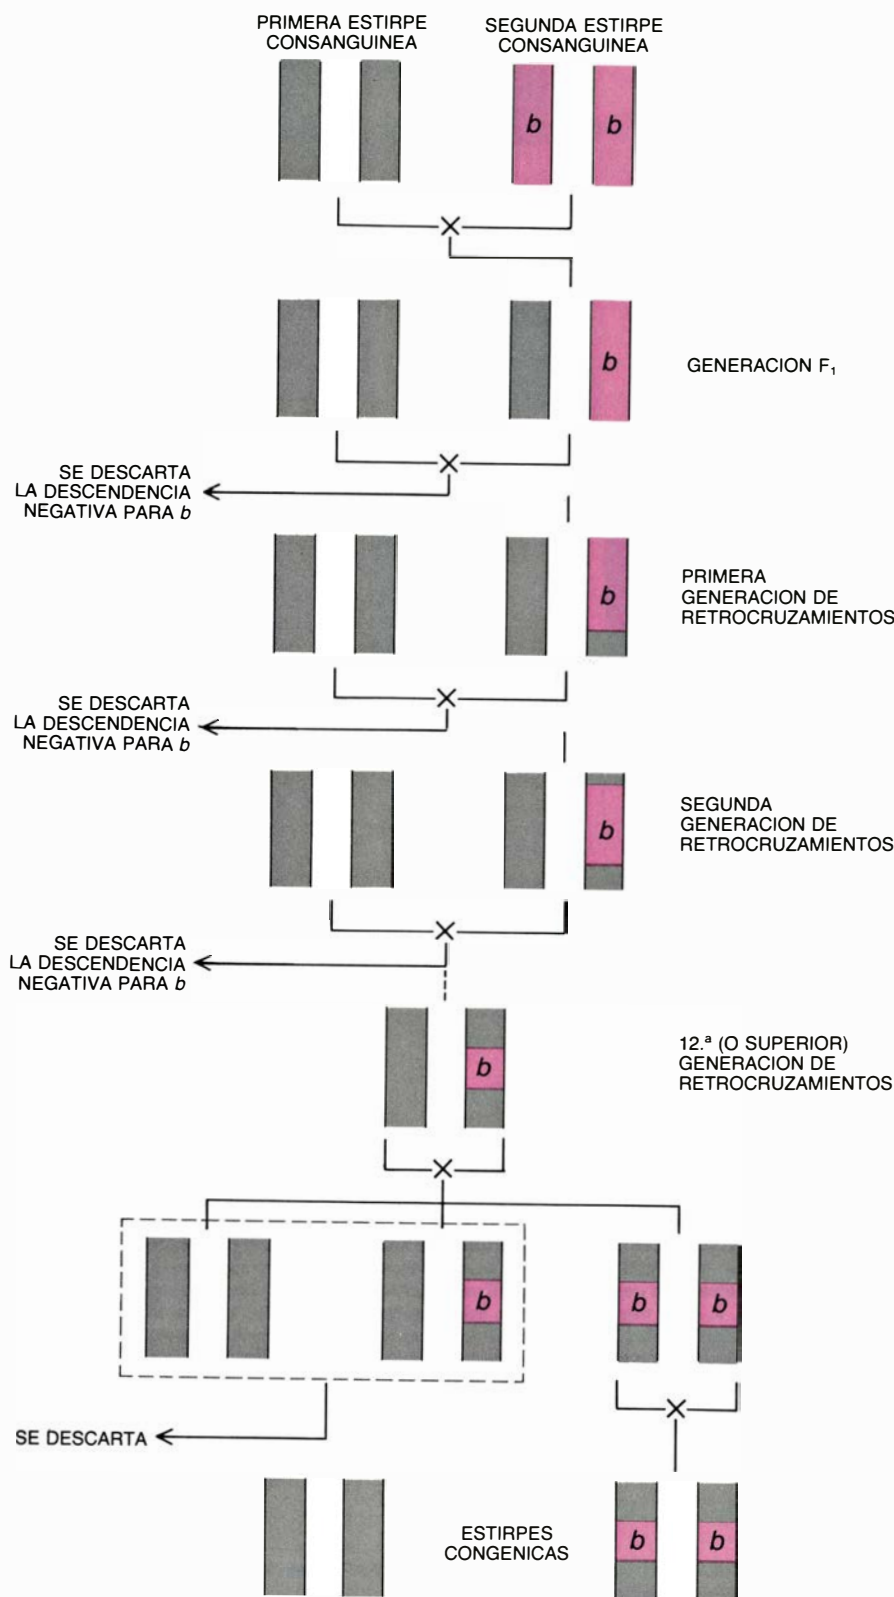 PRIMERA ESTIRPE
CONSANGUINEA
SEGUNDA ESTIRPE
CONSANGUINEA
b
b
b
GENERACION F₁
SE DESCARTA
LA DESCENDENCIA
NEGATIVA PARA b
b
PRIMERA
GENERACION DE
RETROCRUZAMIENTOS
SE DESCARTA
LA DESCENDENCIA
NEGATIVA PARA b
b
SEGUNDA
GENERACION DE
RETROCRUZAMIENTOS
SE DESCARTA
LA DESCENDENCIA
NEGATIVA PARA b
b
12.ª (O SUPERIOR)
GENERACION DE
RETROCRUZAMIENTOS
b
b
b
SE DESCARTA
ESTIRPES
CONGENICAS
b
b